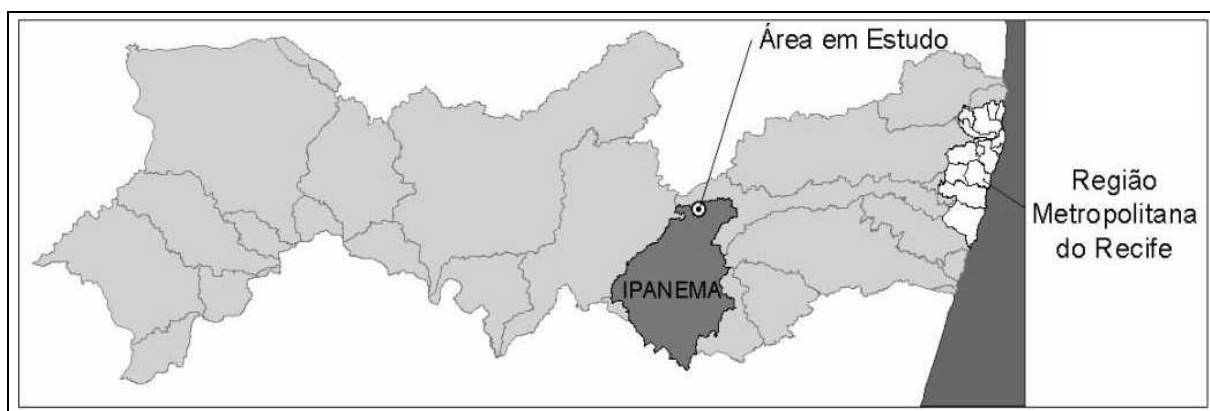 Área em Estudo
IPANEMA
Região
Metropolitana
do Recife